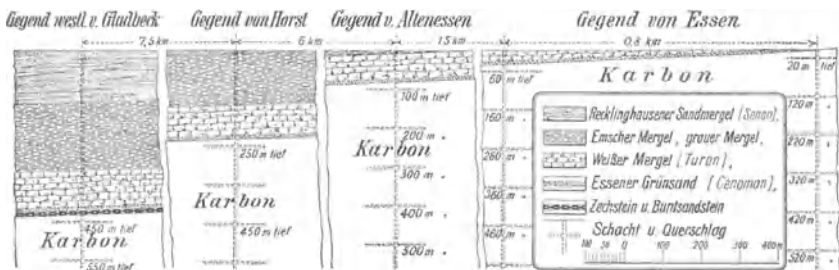 Gegend westl. v. Gladbeck
Gegend von Horst
Gegend v. Altenessen
Gegend von Essen
7,5 km
6 km
1,5 km
0,8 km
Karbon
450 m tief
550 m
Karbon
250 m tief
450 m tief
Karbon
100 m tief
200 m "
300 m "
400 m "
500 m "
Karbon
60 m tief
160 m "
260 m "
360 m "
460 m "
20 m tief
120 m
220 m "
320 m "
420 m "
520 m "
Recklinghausener Sandmergel (Senon),
Emscher Mergel, grauer Mergel,
Weißer Mergel (Turon),
Essener Grünsand (Cenoman),
Zechstein u. Buntsandstein
Schacht u. Querschlag
100 50 0 100 200 300 400 m